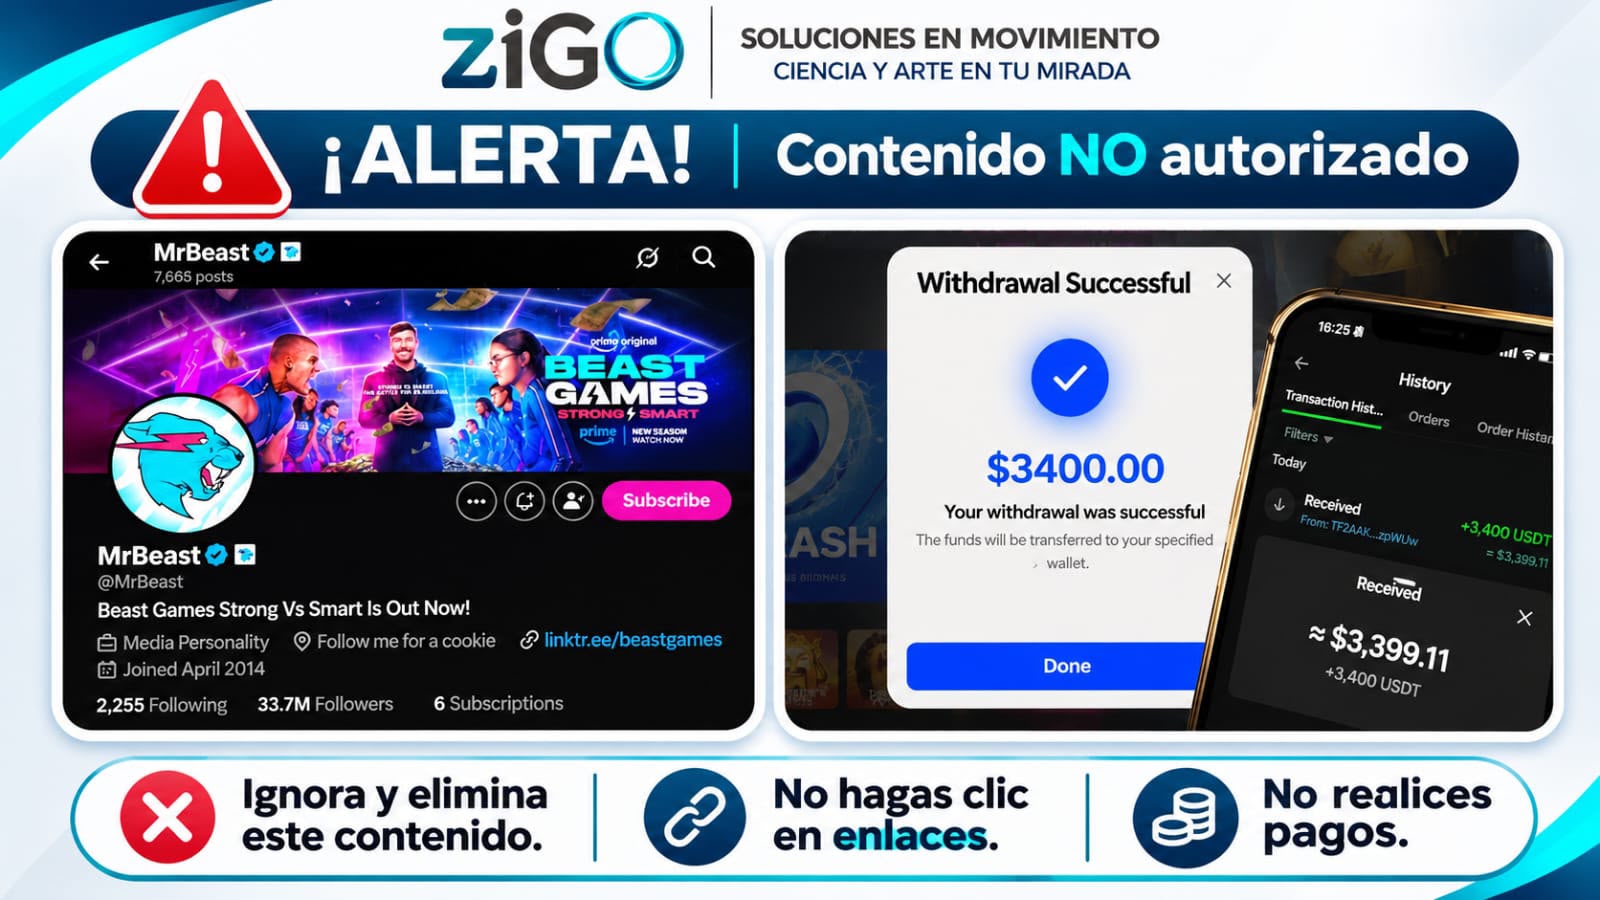 ziGO
SOLUCIONES EN MOVIMIENTO
CIENCIA Y ARTE EN TU MIRADA
¡ALERTA!
Contenido NO autorizado
MrBeast
7,665 posts
prime original
BEAST
GAMES
STRONG SMART
prime
NEW SEASON
WATCH NOW
Subscribe
MrBeast
@MrBeast
Beast Games Strong Vs Smart Is Out Now!
Media Personality Follow me for a cookie linktr.ee/beastgames
Joined April 2014
2,255 Following 33.7M Followers 6 Subscriptions
Withdrawal Successful
$3400.00
Your withdrawal was successful
The funds will be transferred to your specified
wallet.
Done
RASH
16:25
History
Transaction Hist... Orders Order Histor
Filters
Today
Received
From: TF2AAK...zpWUw
+3,400 USDT
≈ $3,399.11
Received
≈ $3,399.11
+3,400 USDT
Ignora y elimina
este contenido.
No hagas clic
en enlaces.
No realices
pagos.